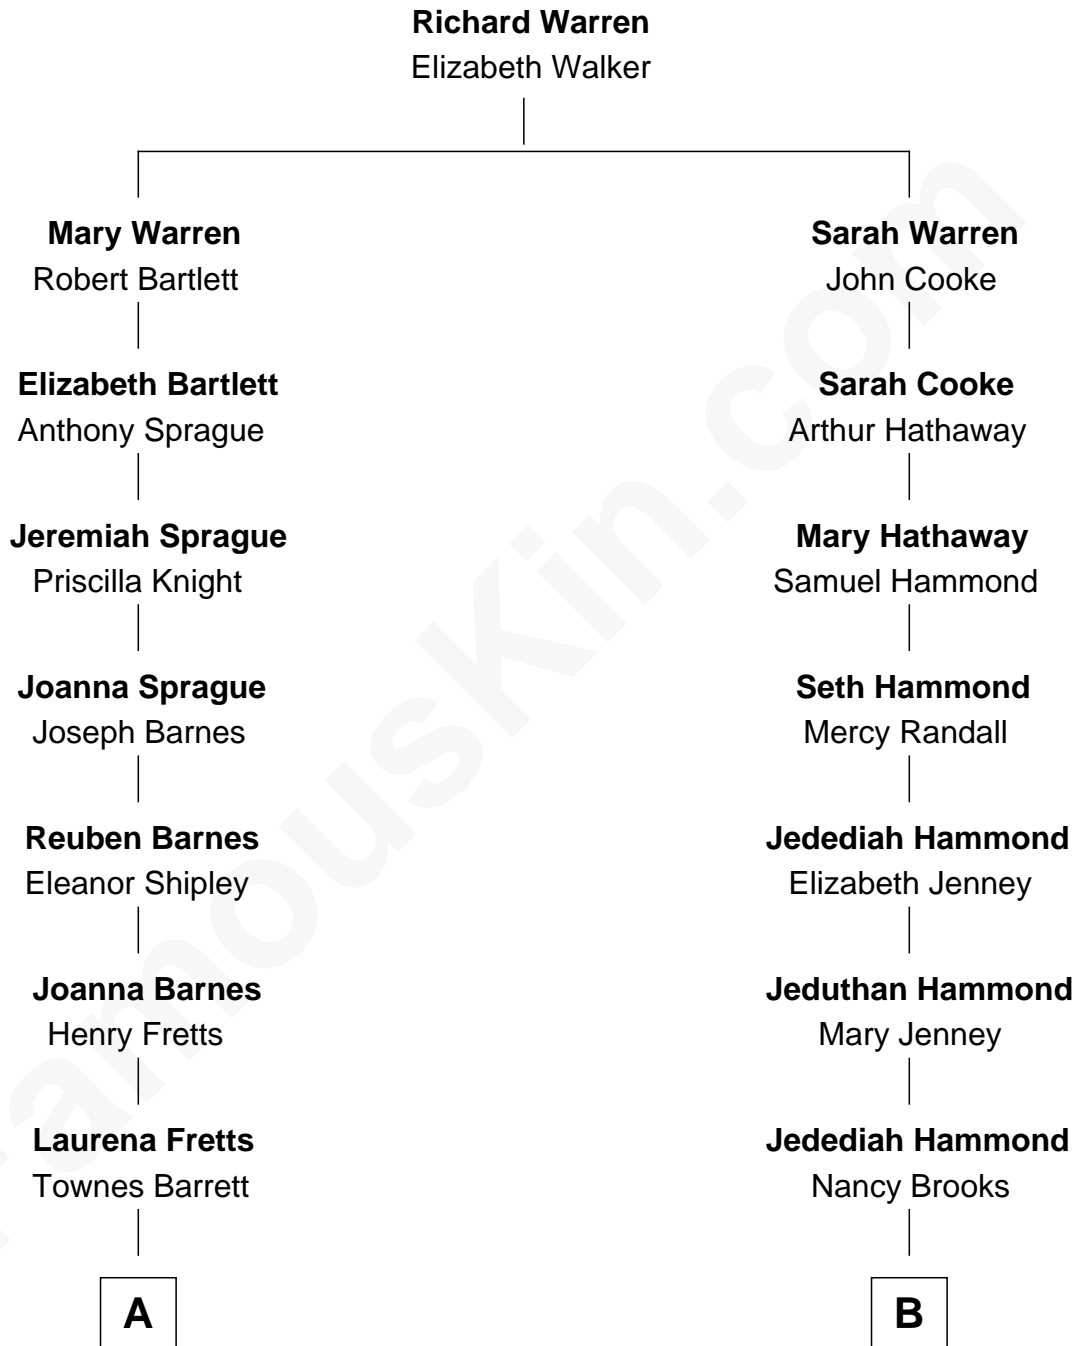 Richard Warren
Elizabeth Walker
Mary Warren
Robert Bartlett
Sarah Warren
John Cooke
Elizabeth Bartlett
Anthony Sprague
Sarah Cooke
Arthur Hathaway
Jeremiah Sprague
Priscilla Knight
Mary Hathaway
Samuel Hammond
Joanna Sprague
Joseph Barnes
Seth Hammond
Mercy Randall
Reuben Barnes
Eleanor Shipley
Jedediah Hammond
Elizabeth Jenney
Joanna Barnes
Henry Fretts
Jeduthan Hammond
Mary Jenney
Laurena Fretts
Townes Barrett
Jedediah Hammond
Nancy Brooks
A
B
FamousKin.com